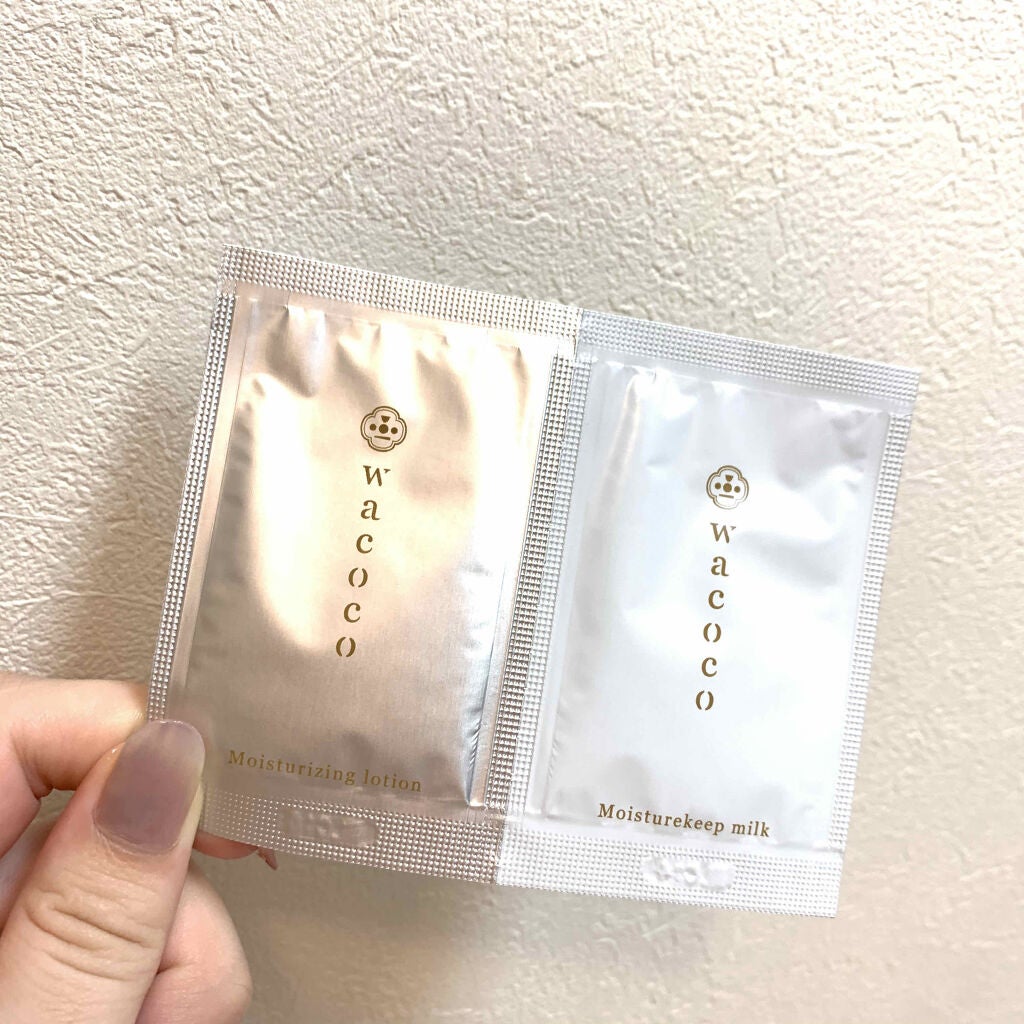 wacoco
Moisturizing lotion
wacoco
Moisturekeep milk